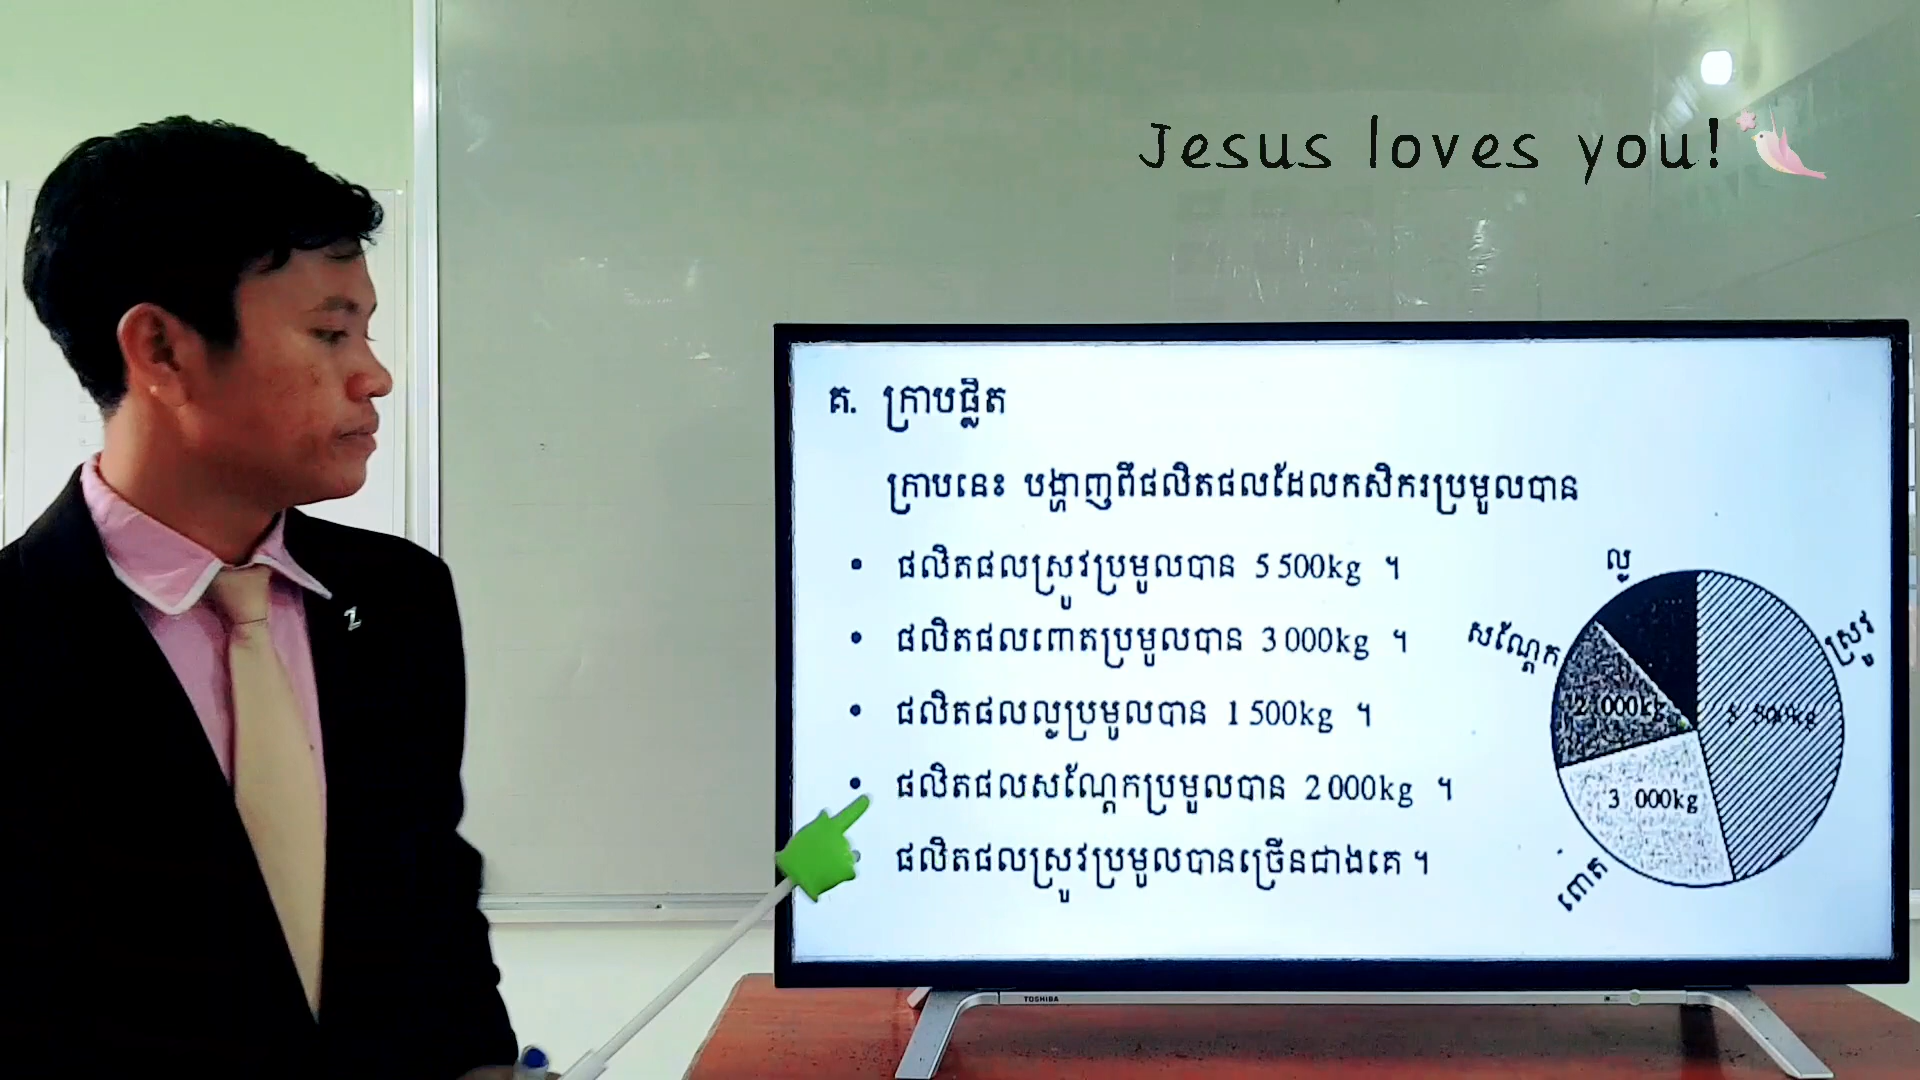 Jesus loves you!
Z
គ. ក្រាបផ្លិត
ក្រាបនេះ បង្ហាញពីផលិតផលដែលកសិករប្រមូលបាន
• ផលិតផលស្រូវប្រមូលបាន 5 500kg ។
• ផលិតផលពោតប្រមូលបាន 3 000kg ។
• ផលិតផលល្ងប្រមូលបាន 1 500kg ។
• ផលិតផលសណ្ដែកប្រមូលបាន 2 000kg ។
• ផលិតផលស្រូវប្រមូលបានច្រើនជាងគេ ។
ល្ង
សណ្ដែក
ស្រូវ
2 000kg
5 500kg
3 000kg
ពោត
TOSHIBA